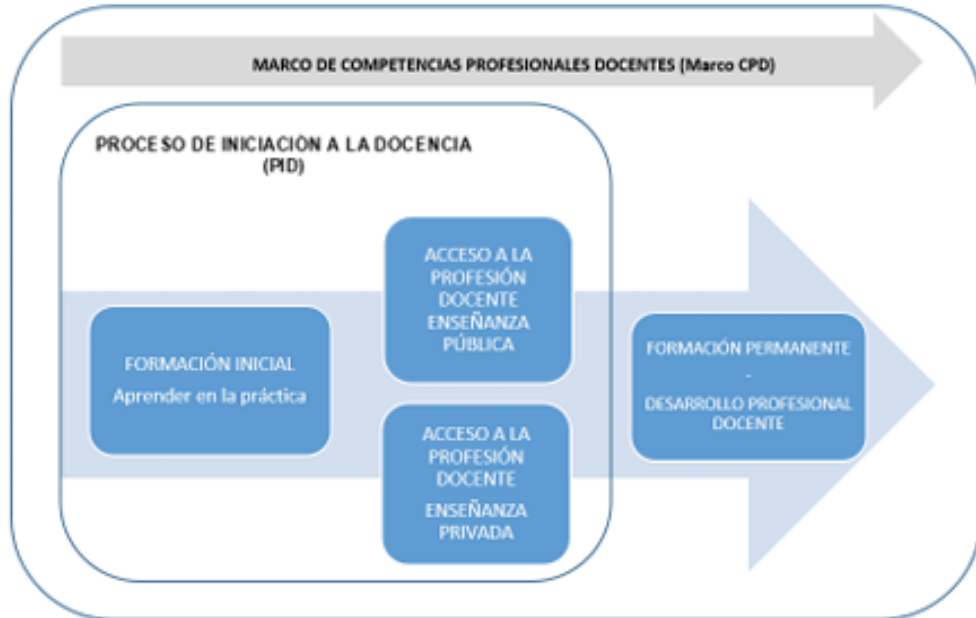 MARCO DE COMPETENCIAS PROFESIONALES DOCENTES (Marco CPD)
PROCESO DE INICIACIÓN A LA DOCENCIA
(PID)
FORMACIÓN INICIAL
Aprender en la práctica
ACCESO A LA
PROFESIÓN
DOCENTE
ENSEÑANZA
PÚBLICA
ACCESO A LA
PROFESIÓN
DOCENTE
ENSEÑANZA
PRIVADA
FORMACIÓN PERMANENTE
-
DESARROLLO PROFESIONAL
DOCENTE